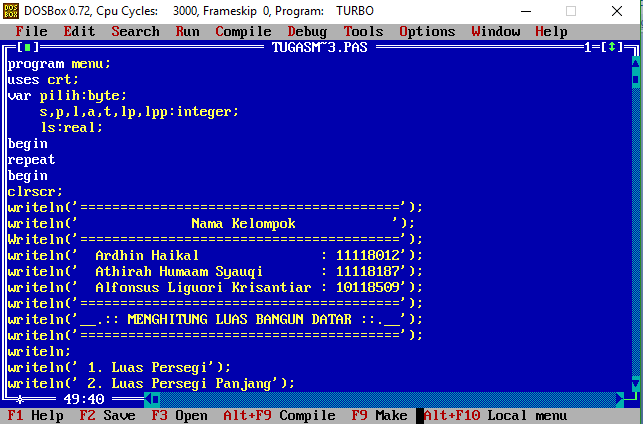 DOSBox 0.72, Cpu Cycles:    3000, Frameskip  0, Program:    TURBO
File  Edit  Search  Run  Compile  Debug  Tools  Options  Window  Help
[■] TUGASM~3.PAS 1=[↕]
program menu;
uses crt;
var pilih:byte;
    s,p,l,a,t,lp,lpp:integer;
    ls:real;
begin
repeat
begin
clrscr;
writeln('========================================');
writeln('              Nama Kelompok            ');
Writeln('========================================');
writeln('  Ardhin Haikal               : 11118012');
writeln('  Athirah Humaam Syauqi       : 11118187');
writeln('  Alfonsus Liguori Krisantiar : 10118509');
writeln('========================================');
writeln('__.:: MENGHITUNG LUAS BANGUN DATAR ::.__');
writeln('========================================');
writeln;
writeln(' 1. Luas Persegi');
writeln(' 2. Luas Persegi Panjang');
* 49:40
F1 Help  F2 Save  F3 Open  Alt+F9 Compile  F9 Make  Alt+F10 Local menu